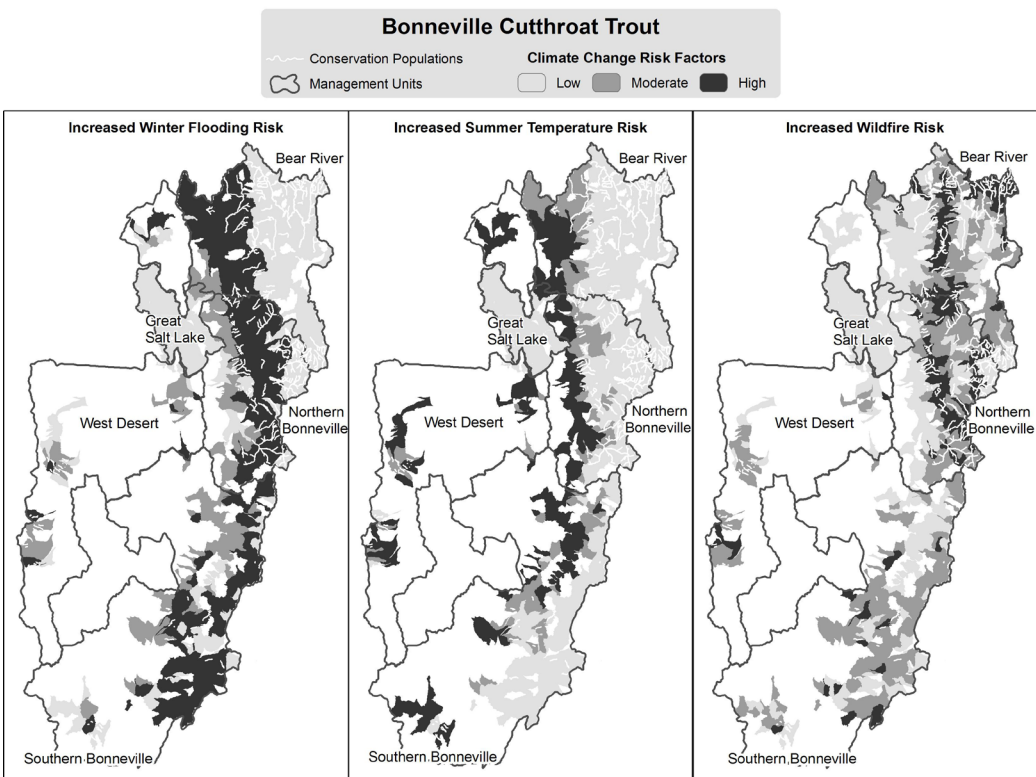 Bonneville Cutthroat Trout
Conservation Populations
Climate Change Risk Factors
Management Units
Low
Moderate
High
Increased Winter Flooding Risk
Bear River
Great
Salt Lake
West Desert
Northern
Bonneville
Southern Bonneville
Increased Summer Temperature Risk
Bear River
Great
Salt Lake
West Desert
Northern
Bonneville
Southern Bonneville
Increased Wildfire Risk
Bear River
Great
Salt Lake
West Desert
Northern
Bonneville
Southern Bonneville